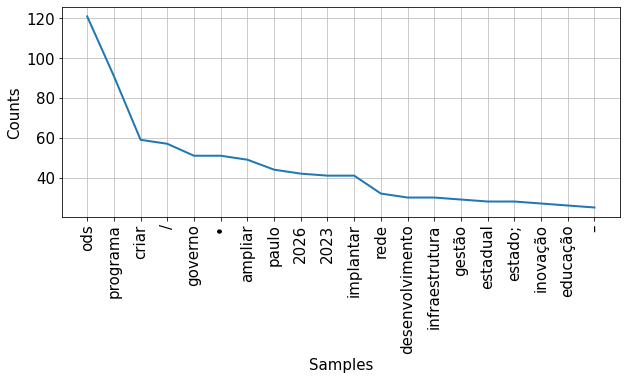 120
100
80
60
40
Counts
ods
programa
criar
/
governo
•
ampliar
paulo
2026
2023
implantar
rede
desenvolvimento
infraestrutura
gestão
estadual
estado;
inovação
educação
–
Samples